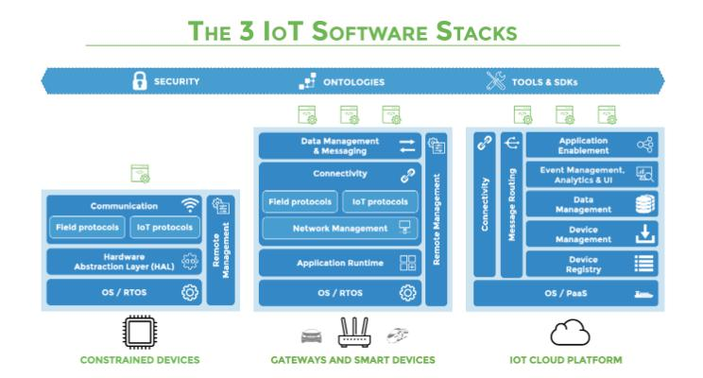 The 3 IoT Software Stacks
SECURITY
ONTOLOGIES
TOOLS & SDKs
Communication
Field protocols
IoT protocols
Hardware
Abstraction Layer (HAL)
OS / RTOS
Remote
Management
CONSTRAINED DEVICES
Data Management
& Messaging
Connectivity
Field protocols
IoT protocols
Network Management
Application Runtime
OS / RTOS
Remote Management
GATEWAYS AND SMART DEVICES
Connectivity
Message Routing
Application
Enablement
Event Management,
Analytics & UI
Data
Management
Device
Management
Device
Registry
OS / PaaS
IOT CLOUD PLATFORM